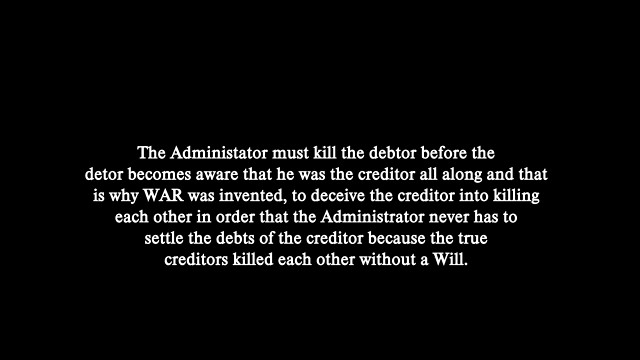 The Administator must kill the debtor before the
detor becomes aware that he was the creditor all along and that
is why WAR was invented, to deceive the creditor into killing
each other in order that the Administrator never has to
settle the debts of the creditor because the true
creditors killed each other without a Will.